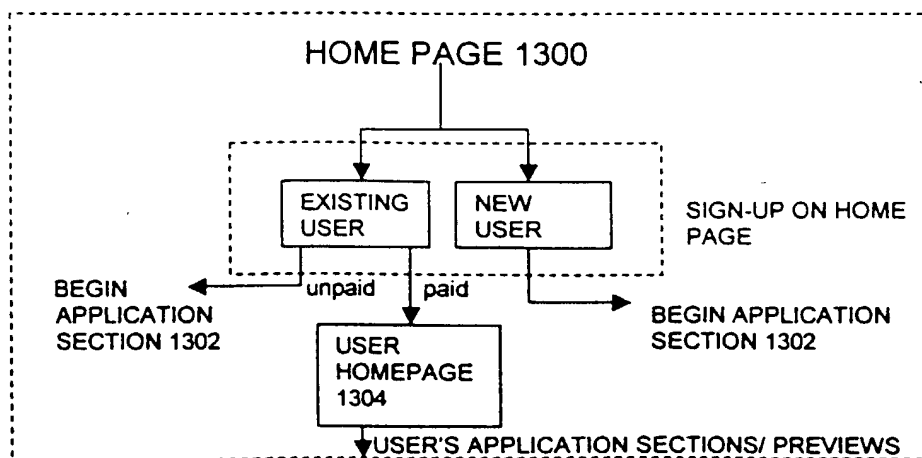 HOME PAGE 1300
EXISTING
USER
NEW
USER
SIGN-UP ON HOME
PAGE
unpaid
paid
BEGIN
APPLICATION
SECTION 1302
BEGIN APPLICATION
SECTION 1302
USER
HOMEPAGE
1304
USER'S APPLICATION SECTIONS/ PREVIEWS